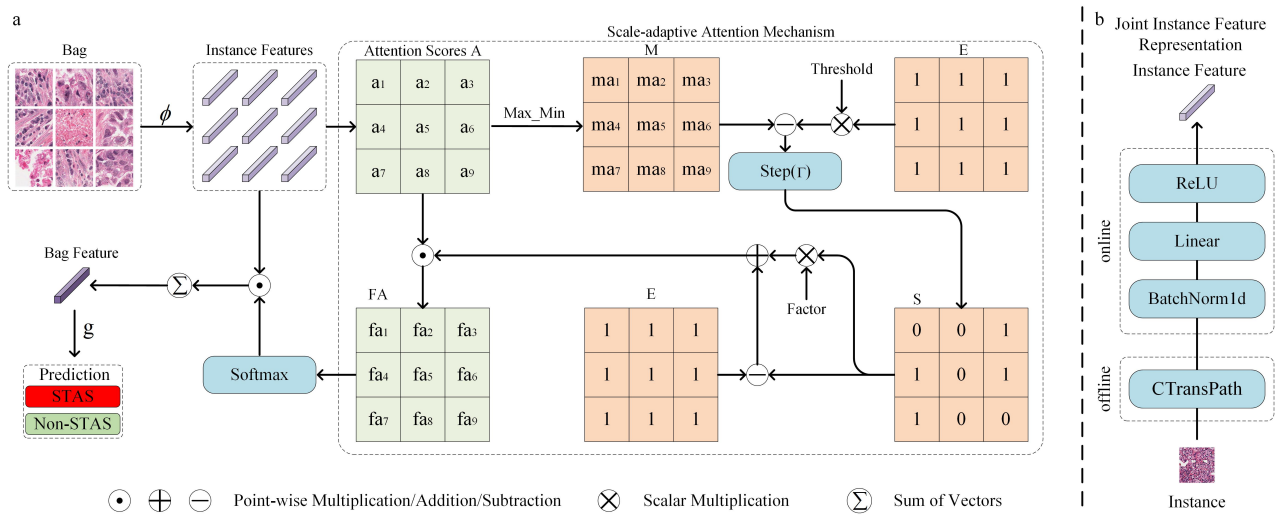 a
Scale-adaptive Attention Mechanism
Bag
Instance Features
Attention Scores A
M
E
a1 a2 a3
a4 a5 a6
a7 a8 a9
ϕ
Max_Min
ma1 ma2 ma3
ma4 ma5 ma6
ma7 ma8 ma9
Threshold
1 1 1
1 1 1
1 1 1
Step(Γ)
Bag Feature
Σ
g
Prediction
STAS
Non-STAS
Softmax
FA
fa1 fa2 fa3
fa4 fa5 fa6
fa7 fa8 fa9
E
1 1 1
1 1 1
1 1 1
Factor
S
0 0 1
1 0 1
1 0 0
Point-wise Multiplication/Addition/Subtraction
Scalar Multiplication
Σ
Sum of Vectors
b
Joint Instance Feature
Representation
Instance Feature
online
ReLU
Linear
BatchNorm1d
offline
CTransPath
Instance